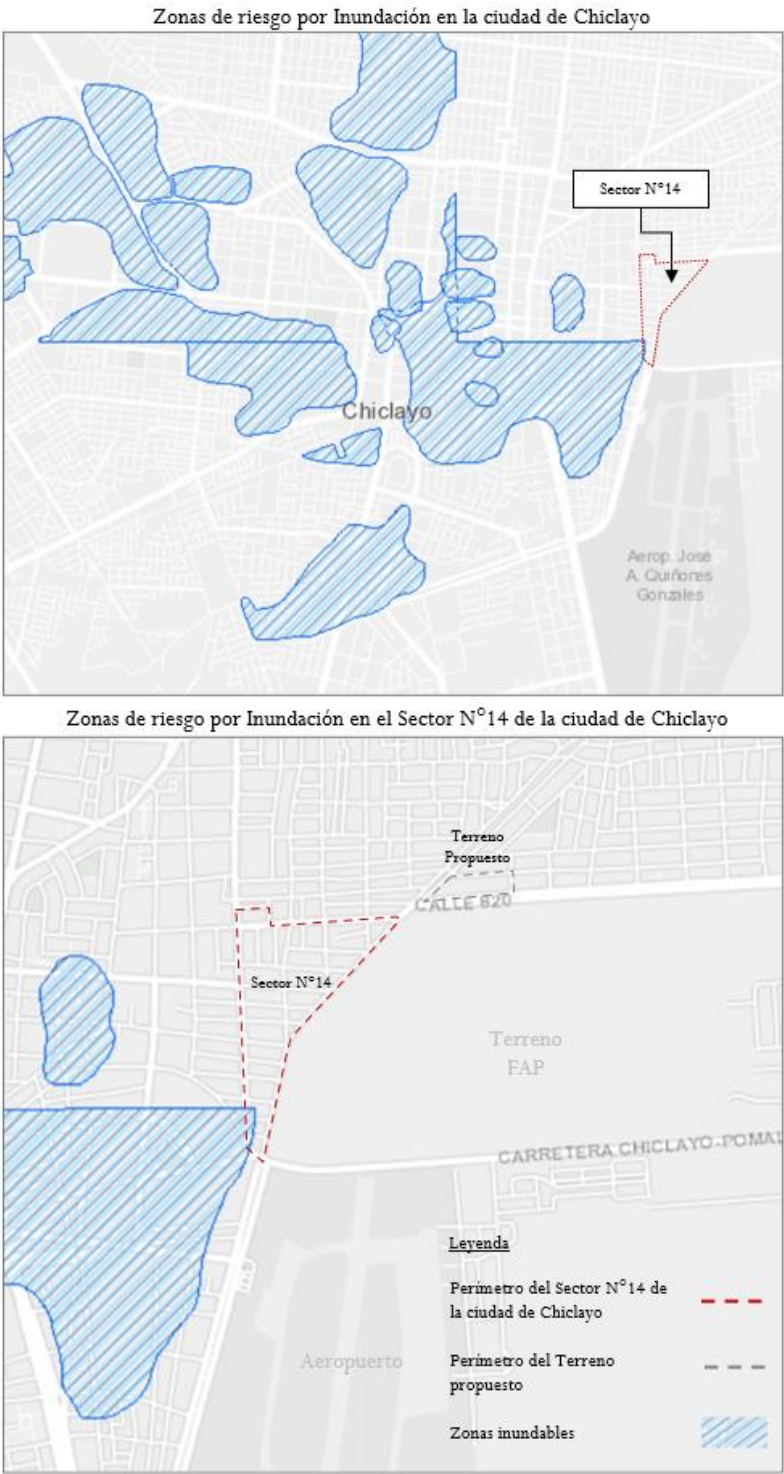 Zonas de riesgo por Inundación en la ciudad de Chiclayo
Sector N°14
Chiclayo
Aerop. José
A. Quiñones
Gonzales
Zonas de riesgo por Inundación en el Sector N°14 de la ciudad de Chiclayo
Terreno
Propuesto
CALLE 820
Sector N°14
Terreno
FAP
CARRETERA CHICLAYO-POMAL
Leyenda
Perímetro del Sector N°14 de
la ciudad de Chiclayo
Aeropuerto
Perímetro del Terreno
propuesto
Zonas inundables